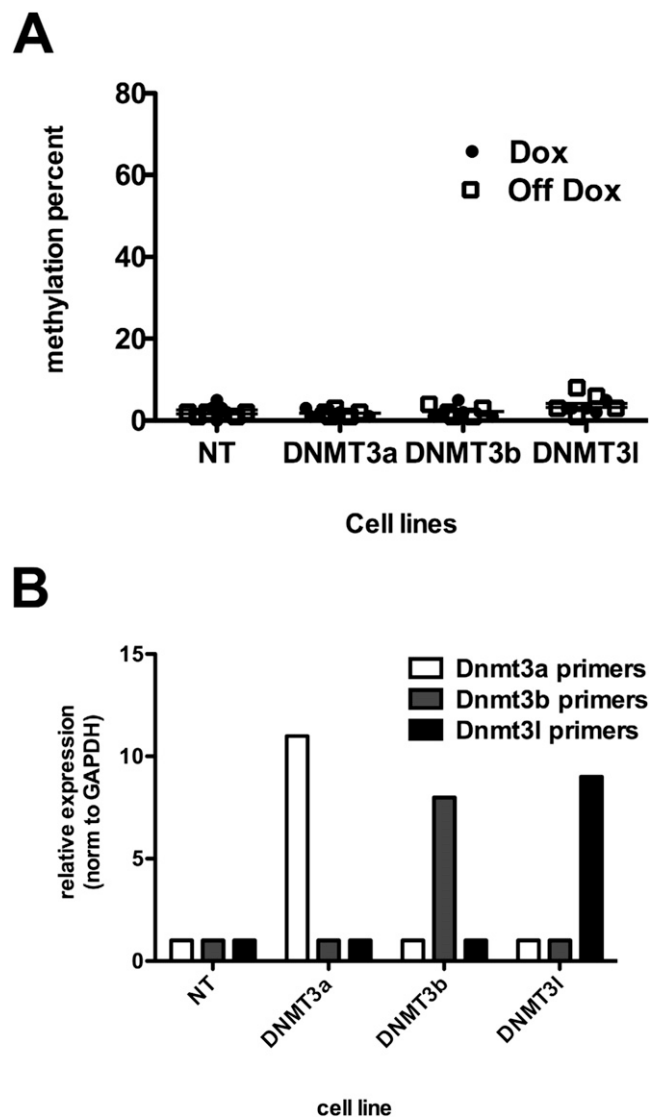 A
80
60
40
20
0
methylation percent
Dox
Off Dox
NT DNMT3a DNMT3b DNMT3l
Cell lines
B
15
10
5
0
relative expression
(norm to GAPDH)
Dnmt3a primers
Dnmt3b primers
Dnmt3l primers
NT
DNMT3a
DNMT3b
DNMT3l
cell line